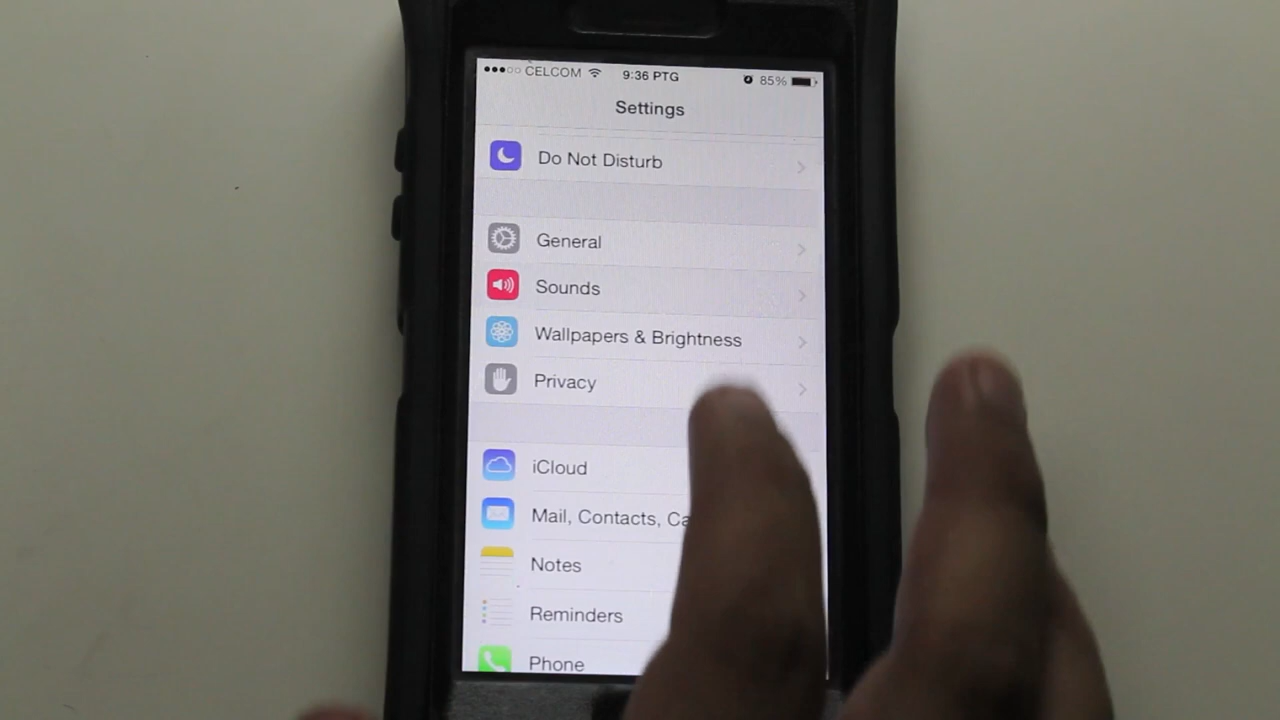 CELCOM 9:36 PTG 85%
Settings
Do Not Disturb
General
Sounds
Wallpapers & Brightness
Privacy
iCloud
Mail, Contacts, Ca
Notes
Reminders
Phone